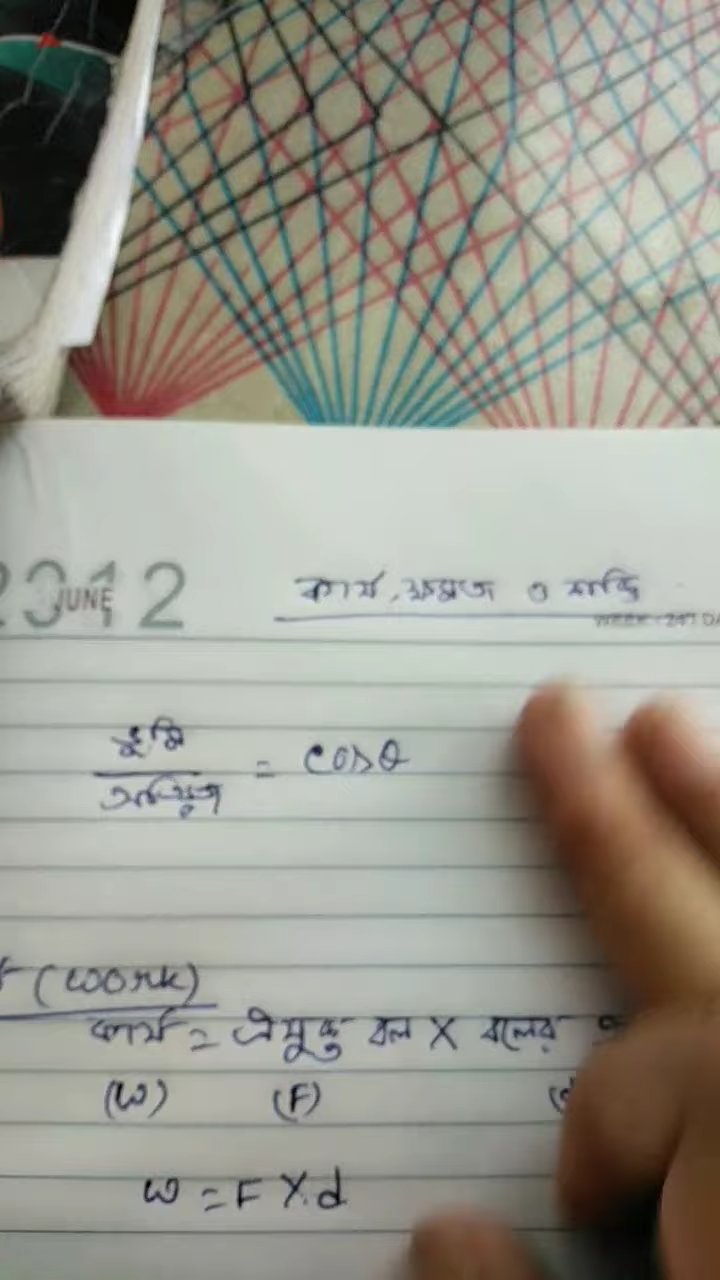 2012
JUNE
কার্য, ক্ষমতা ও শক্তি
ভূমি
অতিভুজ
= cosθ
(work)
কার্য = প্রযুক্ত বল X বলের
(W) (F) (d
W = F X d